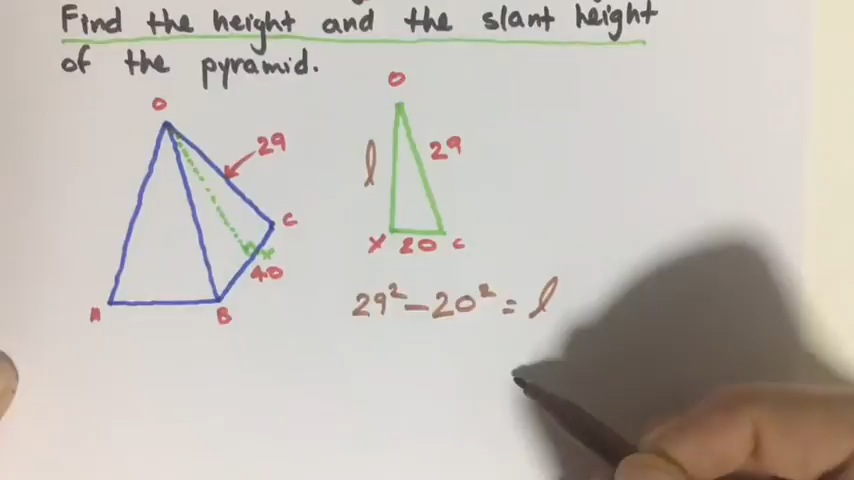 Find the height and the slant height
of the pyramid.
O
O
29
l
29
C
X
40
X 20 C
A
B
29² - 20² = l